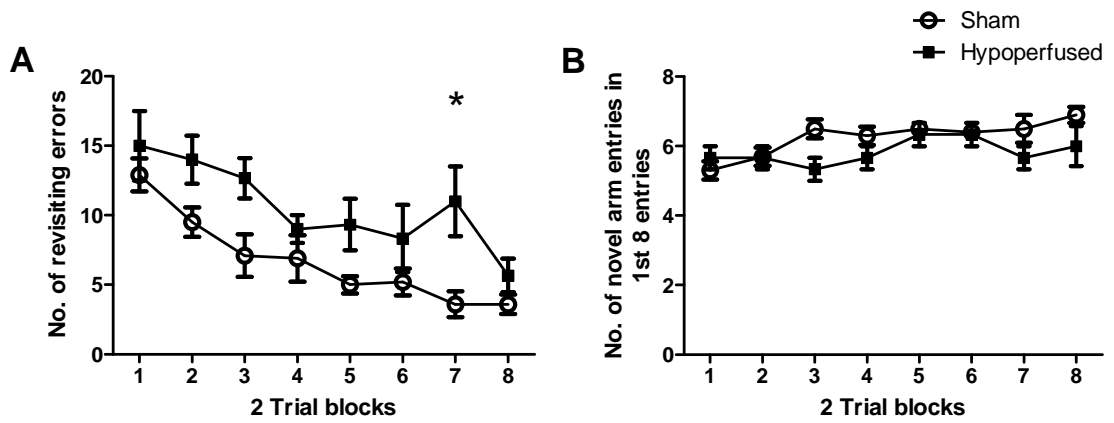 Sham
Hypoperfused
A
No. of revisiting errors
20
15
10
5
0
*
1 2 3 4 5 6 7 8
2 Trial blocks
B
No. of novel arm entries in
1st 8 entries
8
6
4
2
0
1 2 3 4 5 6 7 8
2 Trial blocks